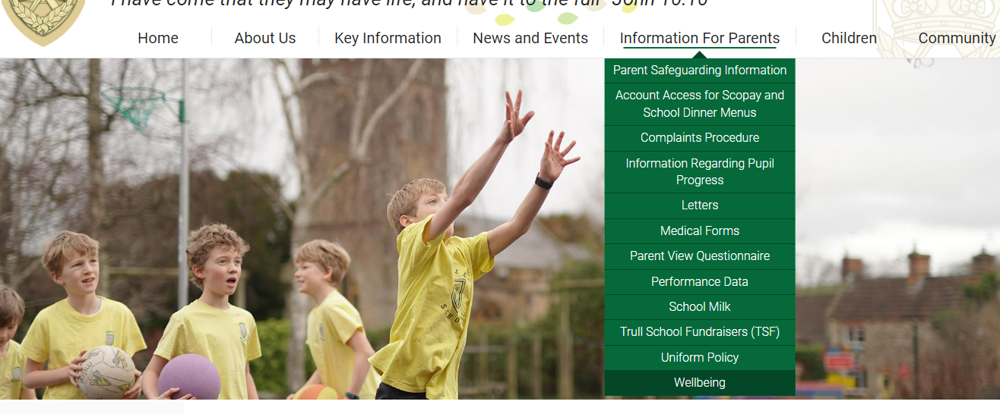 I have come that they may have life, and have it to the full" John 10:10
Home
About Us
Key Information
News and Events
Information For Parents
Children
Community
Parent Safeguarding Information
Account Access for Scopay and
School Dinner Menus
Complaints Procedure
Information Regarding Pupil
Progress
Letters
Medical Forms
Parent View Questionnaire
Performance Data
School Milk
Trull School Fundraisers (TSF)
Uniform Policy
Wellbeing